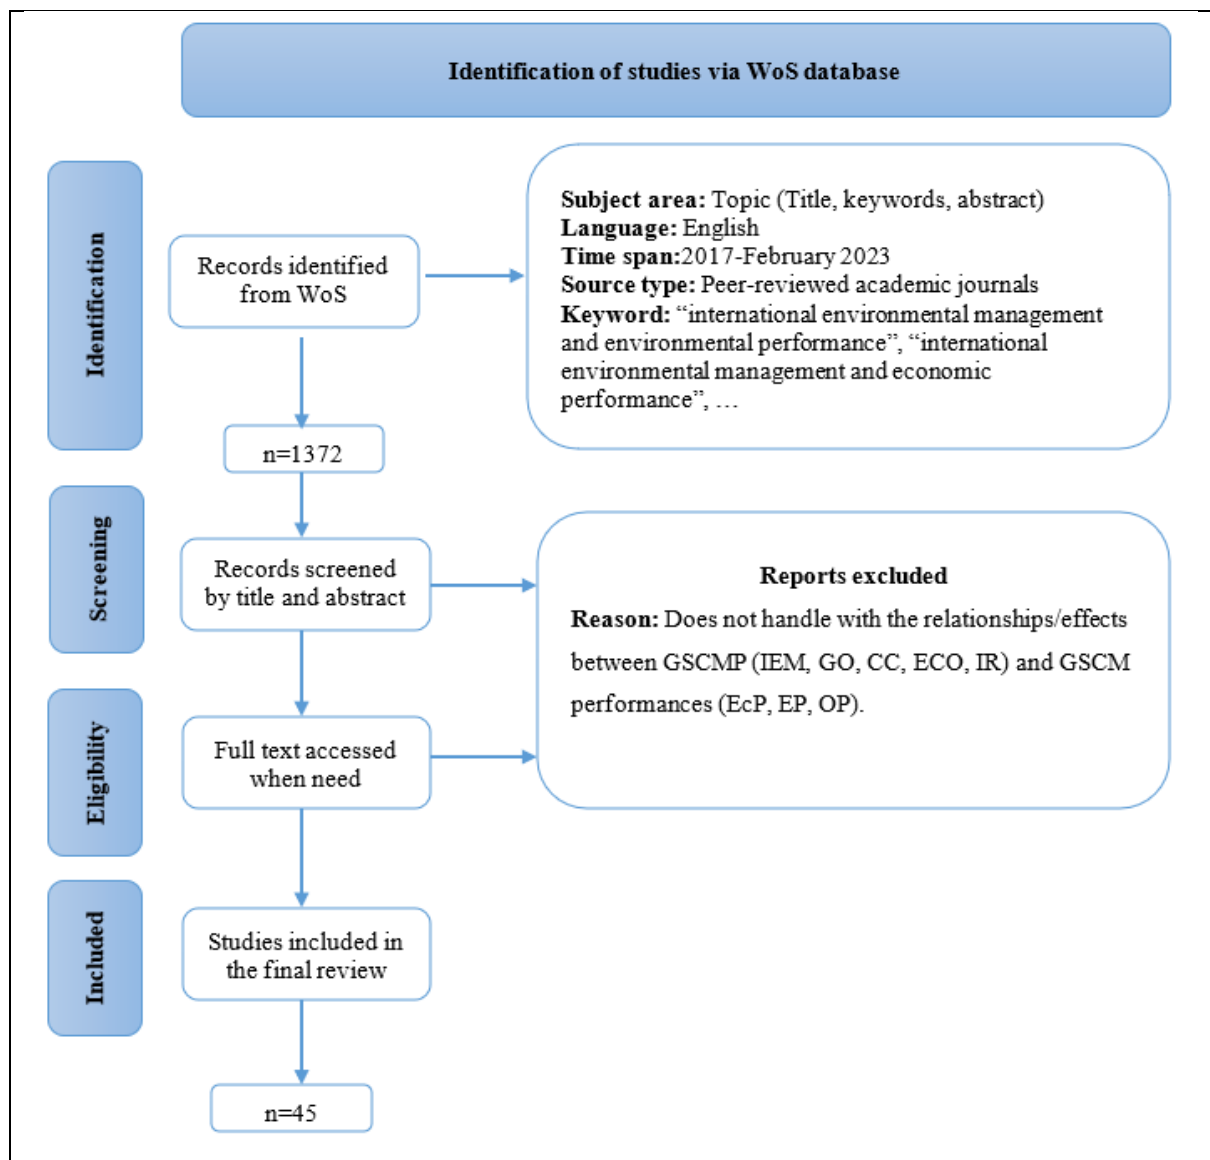 Identification of studies via WoS database
Identification
Records identified
from WoS
Subject area: Topic (Title, keywords, abstract)
Language: English
Time span:2017-February 2023
Source type: Peer-reviewed academic journals
Keyword: “international environmental management
and environmental performance”, “international
environmental management and economic
performance”, …
n=1372
Screening
Records screened
by title and abstract
Reports excluded
Reason: Does not handle with the relationships/effects
between GSCMP (IEM, GO, CC, ECO, IR) and GSCM
performances (EcP, EP, OP).
Eligibility
Full text accessed
when need
Included
Studies included in
the final review
n=45